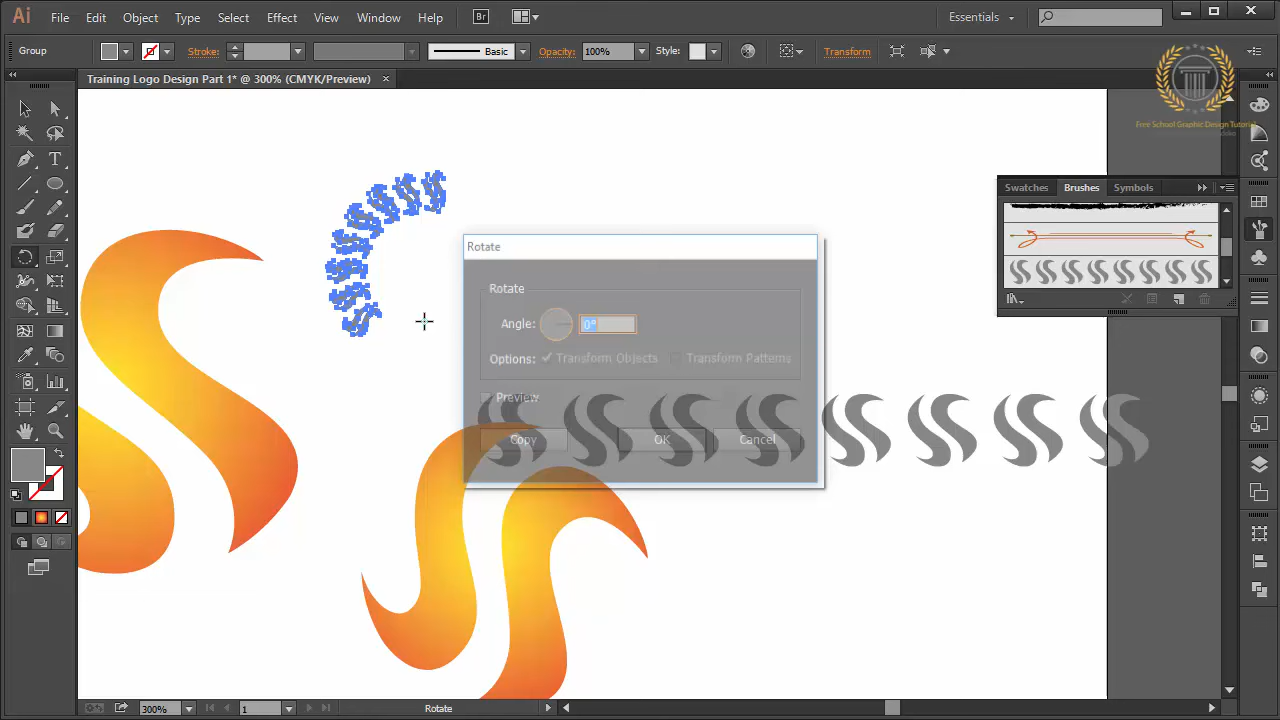 Ai File Edit Object Type Select Effect View Window Help Br Essentials
Group Stroke: Basic Opacity: 100% Style: Transform
Training Logo Design Part 1* @ 300% (CMYK/Preview)
Free School Graphic Design Tutorial
Swatches Brushes Symbols
Rotate
Rotate
Angle: 0°
Options: Transform Objects Transform Patterns
Preview
Copy OK Cancel
300% 1 Rotate